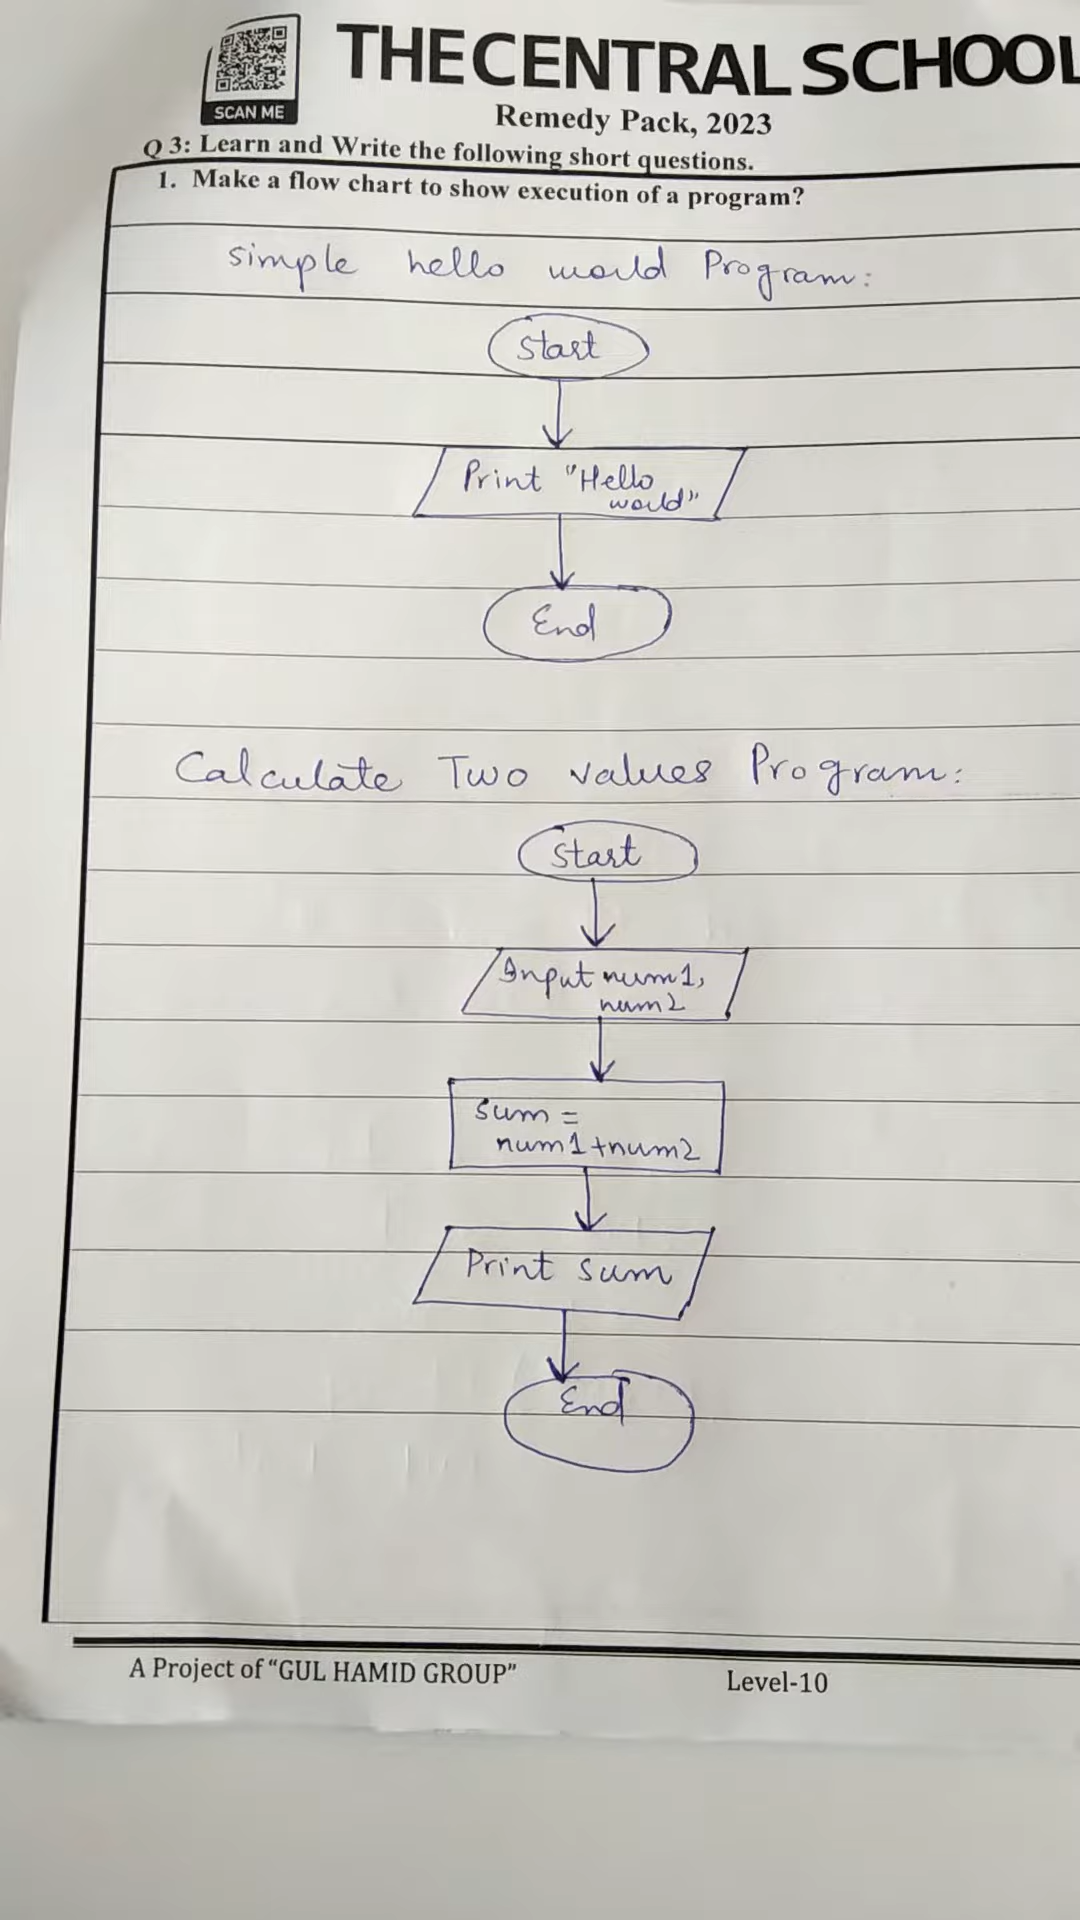 SCAN ME
THE CENTRAL SCHOOL
Remedy Pack, 2023
Q 3: Learn and Write the following short questions.
1. Make a flow chart to show execution of a program?
simple hello world Program:
Start
Print "Hello
world"
End
Calculate Two values Program:
Start
Input num1,
num2
sum =
num1+num2
Print sum
End
A Project of "GUL HAMID GROUP" Level-10